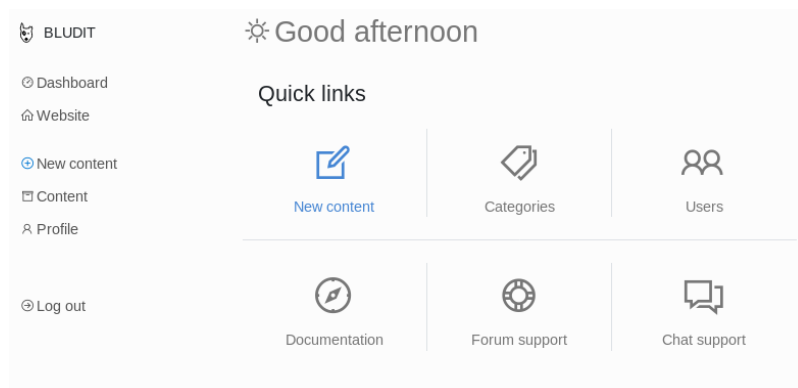 BLUDIT
Dashboard
Website
New content
Content
Profile
Log out
Good afternoon
Quick links
New content
Categories
Users
Documentation
Forum support
Chat support